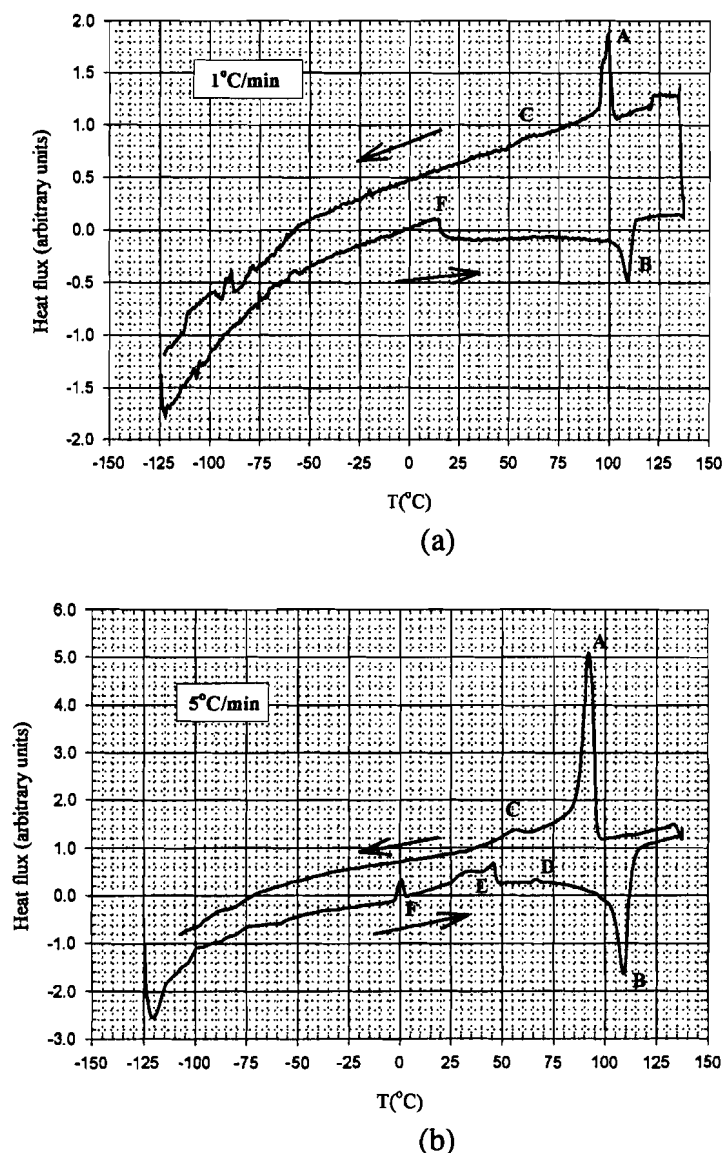 2.0
A
1°C/min
1.5
C
1.0
0.5
F
0.0
B
-0.5
-1.0
-1.5
-2.0
-150 -125 -100 -75 -50 -25 0 25 50 75 100 125 150
Heat flux (arbitrary units)
T(°C)
(a)
6.0
A
5.0
5°C/min
4.0
3.0
2.0
C
1.0
D
E
0.0
F
-1.0
B
-2.0
-3.0
-150 -125 -100 -75 -50 -25 0 25 50 75 100 125 150
Heat flux (arbitrary units)
T(°C)
(b)